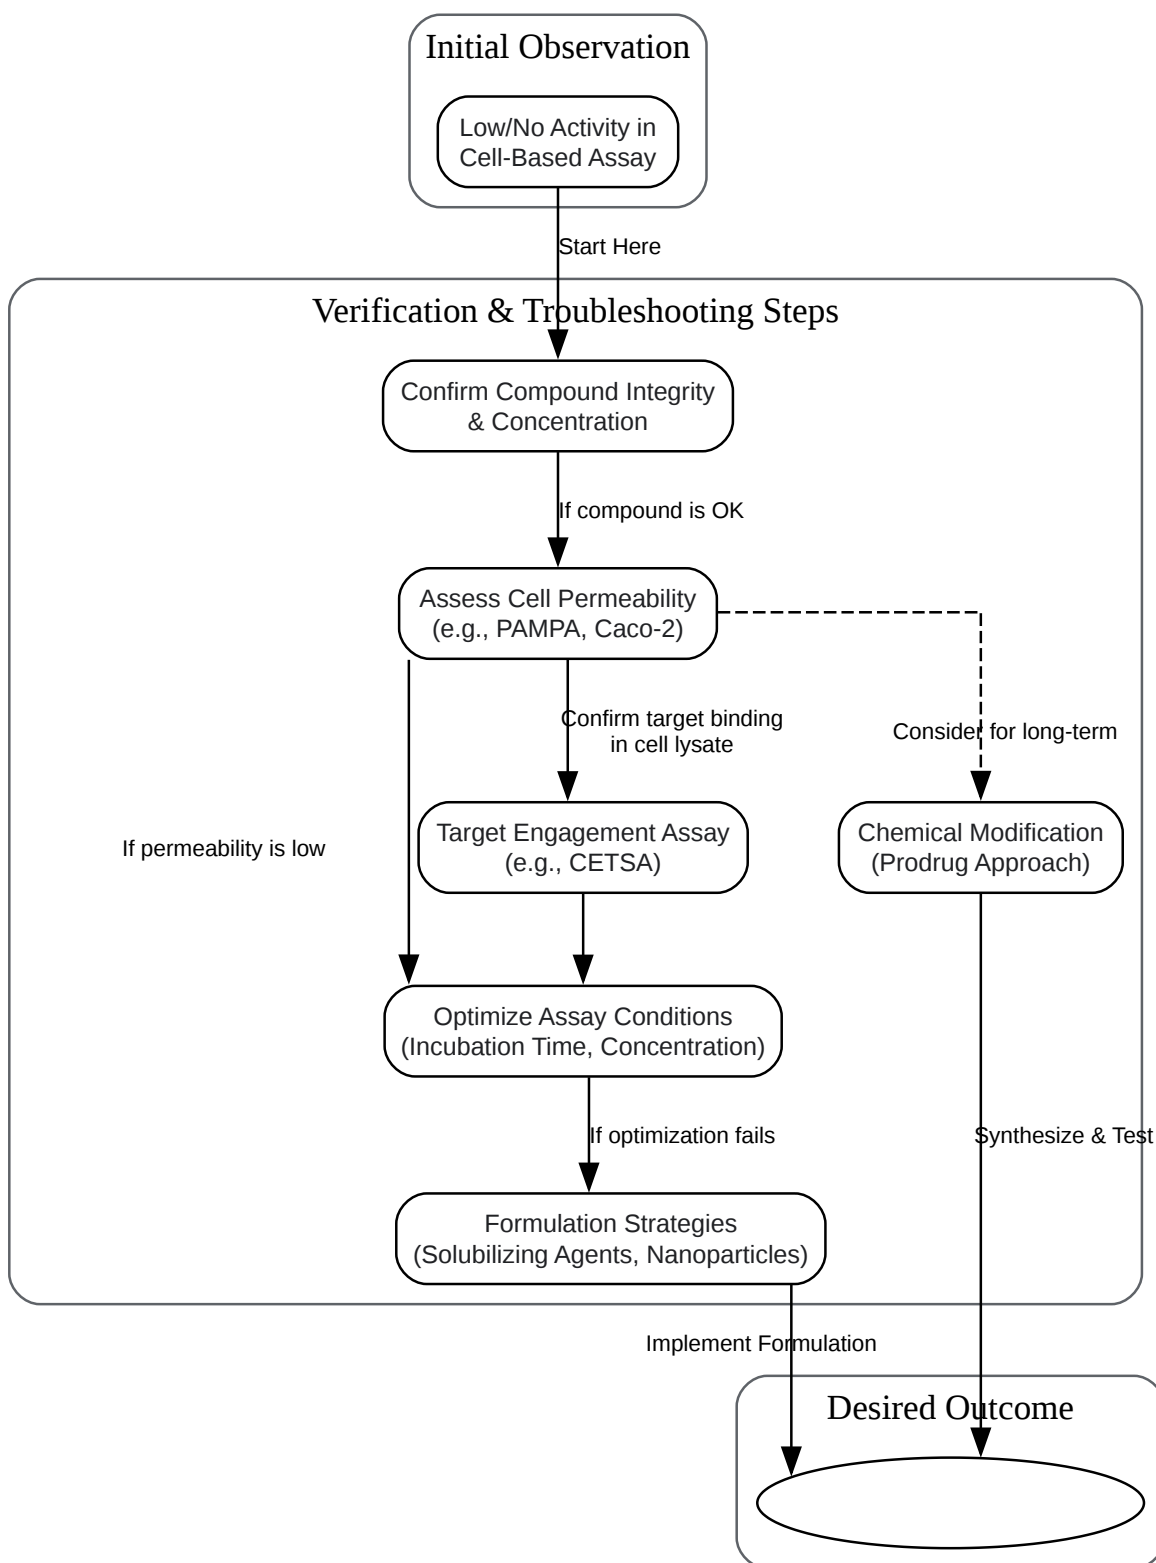 Initial Observation
Low/No Activity in
Cell-Based Assay
Start Here
Verification & Troubleshooting Steps
Confirm Compound Integrity
& Concentration
If compound is OK
Assess Cell Permeability
(e.g., PAMPA, Caco-2)
Confirm target binding
in cell lysate
Consider for long-term
Target Engagement Assay
(e.g., CETSA)
Chemical Modification
(Prodrug Approach)
If permeability is low
Optimize Assay Conditions
(Incubation Time, Concentration)
If optimization fails
Synthesize & Test
Formulation Strategies
(Solubilizing Agents, Nanoparticles)
Implement Formulation
Desired Outcome